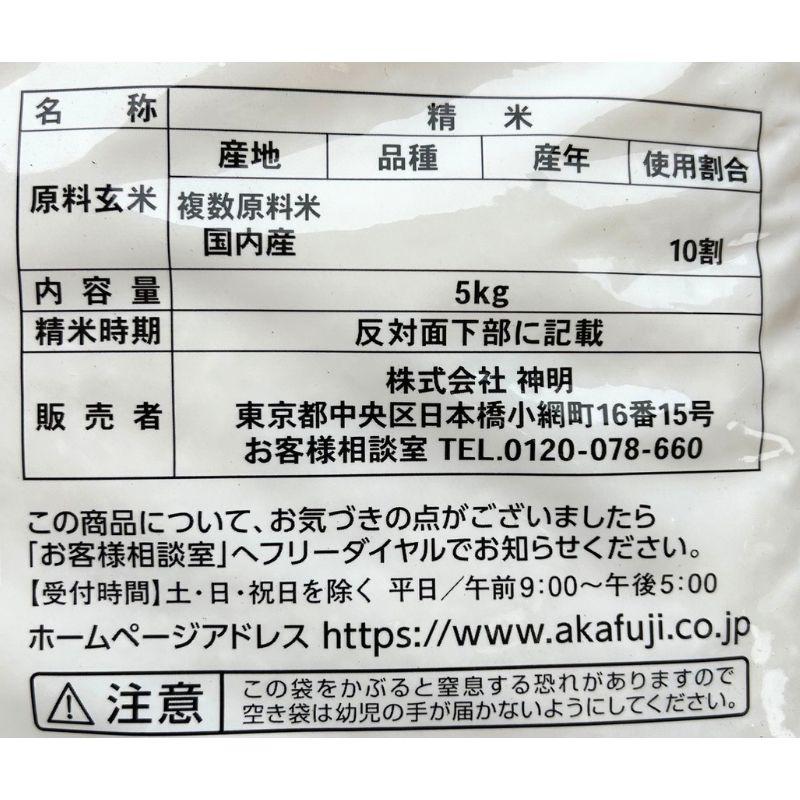 名称 精米
産地 品種 産年 使用割合
原料玄米 複数原料米
国内産 10割
内容量 5kg
精米時期 反対面下部に記載
株式会社 神明
販売者 東京都中央区日本橋小網町16番15号
お客様相談室 TEL.0120-078-660
この商品について、お気づきの点がございましたら
「お客様相談室」へフリーダイヤルでお知らせください。
【受付時間】土・日・祝日を除く 平日／午前9:00～午後5:00
ホームページアドレス https://www.akafuji.co.jp
注意 この袋をかぶると窒息する恐れがありますので
空き袋は幼児の手が届かないようにしてください。